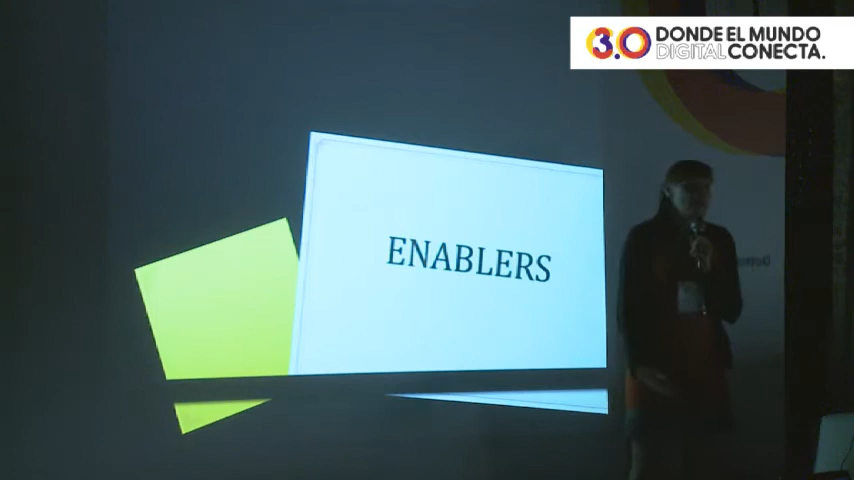 3.0 DONDE EL MUNDO
DIGITAL CONECTA.
ENABLERS